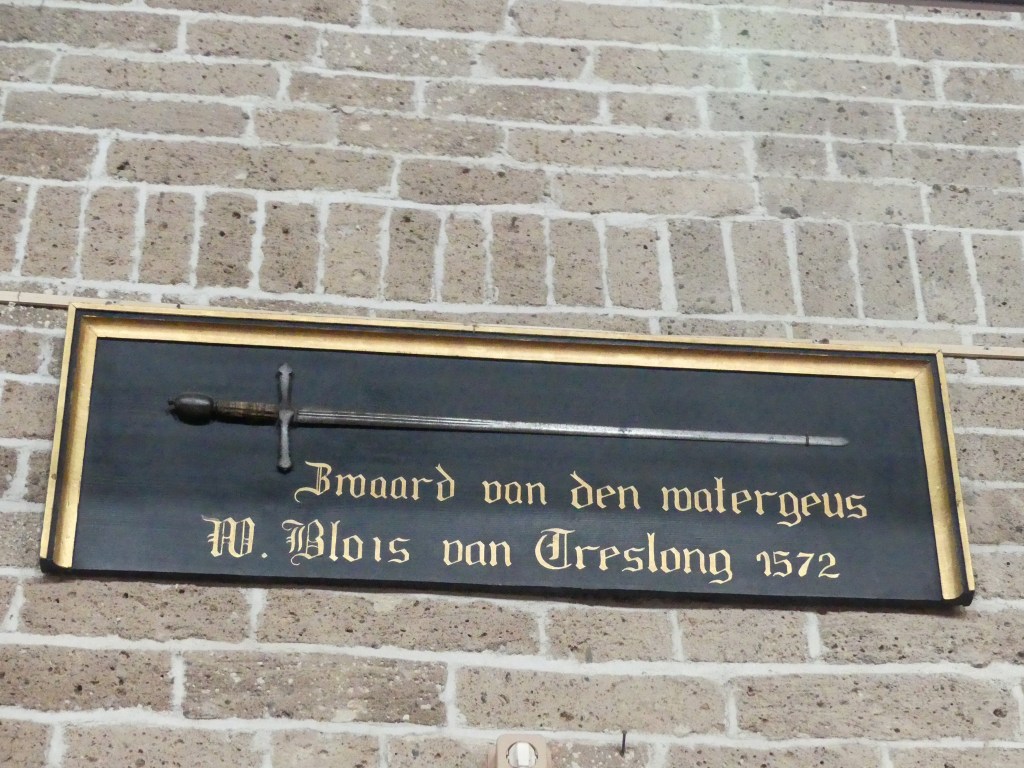 Zwaard van den watergeus
W. Blois van Treslong 1572